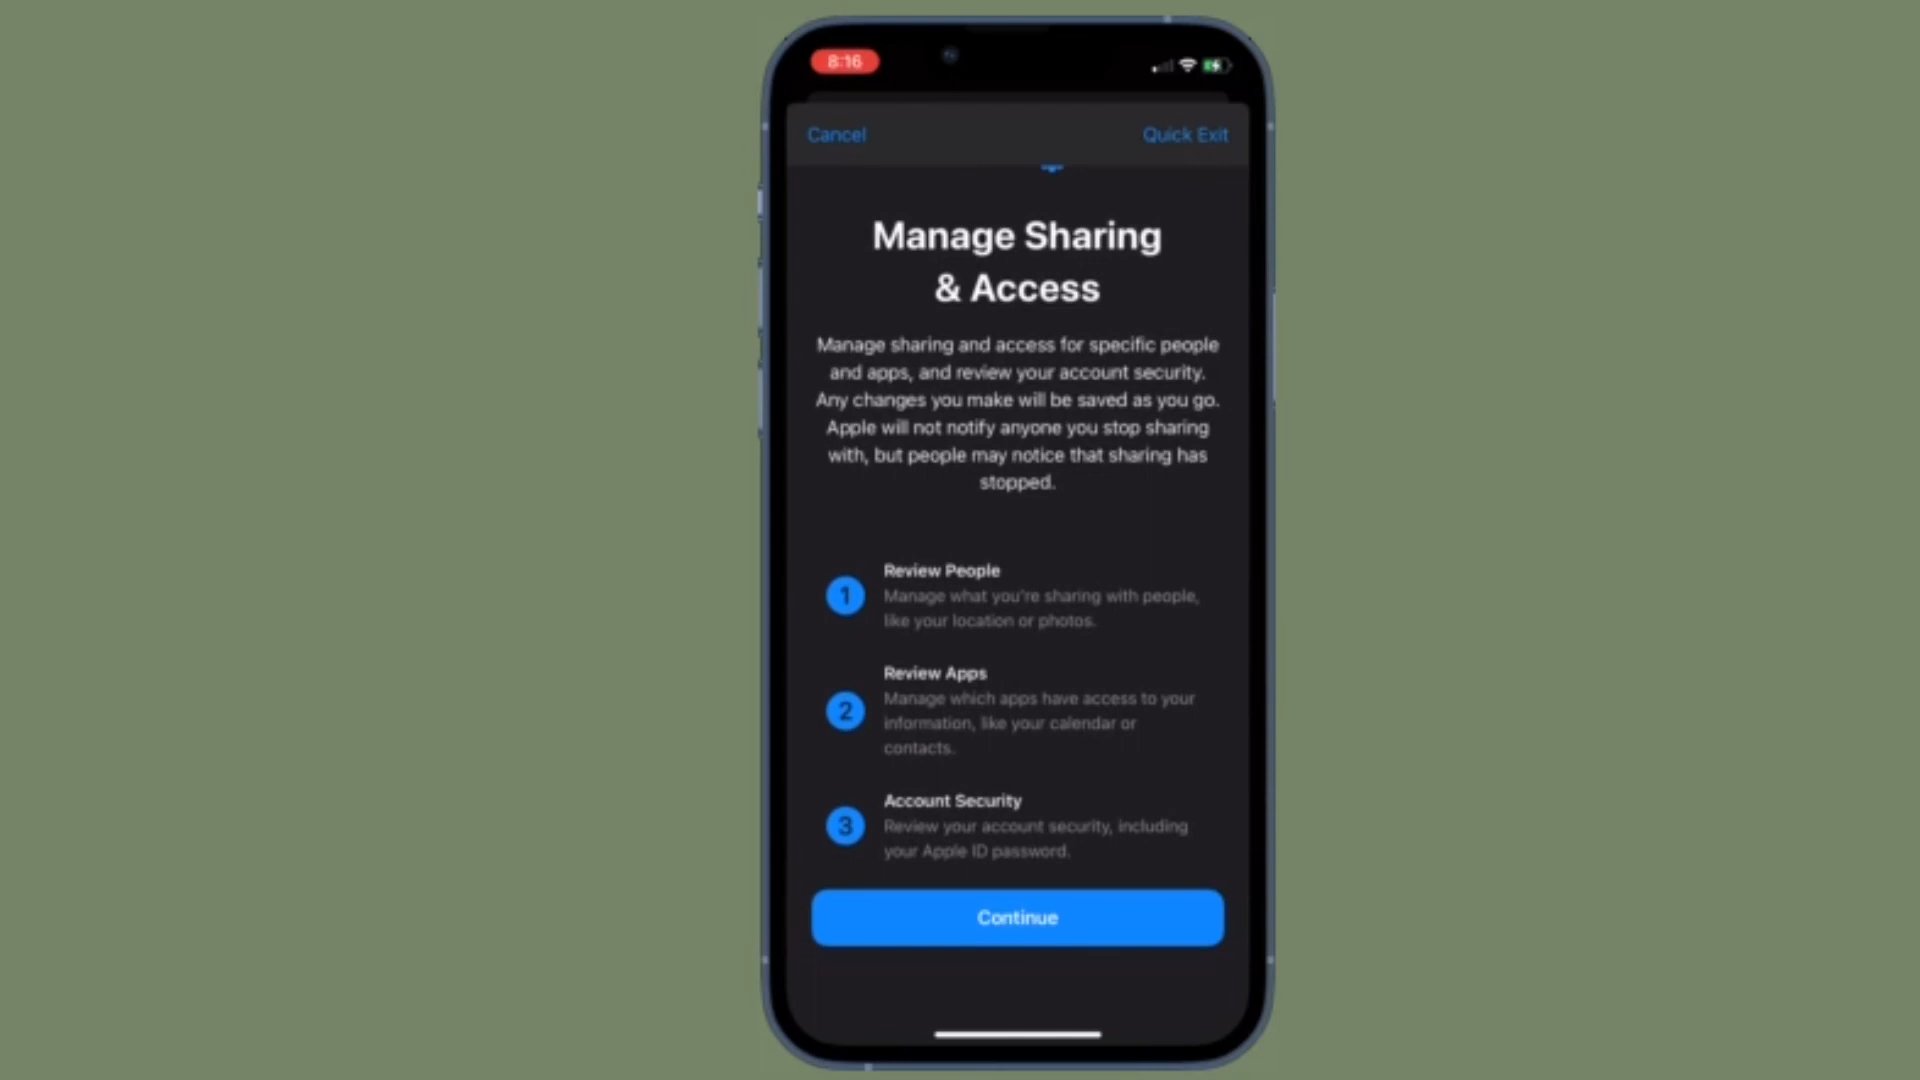 8:16
Cancel
Quick Exit
Manage Sharing
& Access
Manage sharing and access for specific people
and apps, and review your account security.
Any changes you make will be saved as you go.
Apple will not notify anyone you stop sharing
with, but people may notice that sharing has
stopped.
1
Review People
Manage what you're sharing with people,
like your location or photos.
2
Review Apps
Manage which apps have access to your
information, like your calendar or
contacts.
3
Account Security
Review your account security, including
your Apple ID password.
Continue